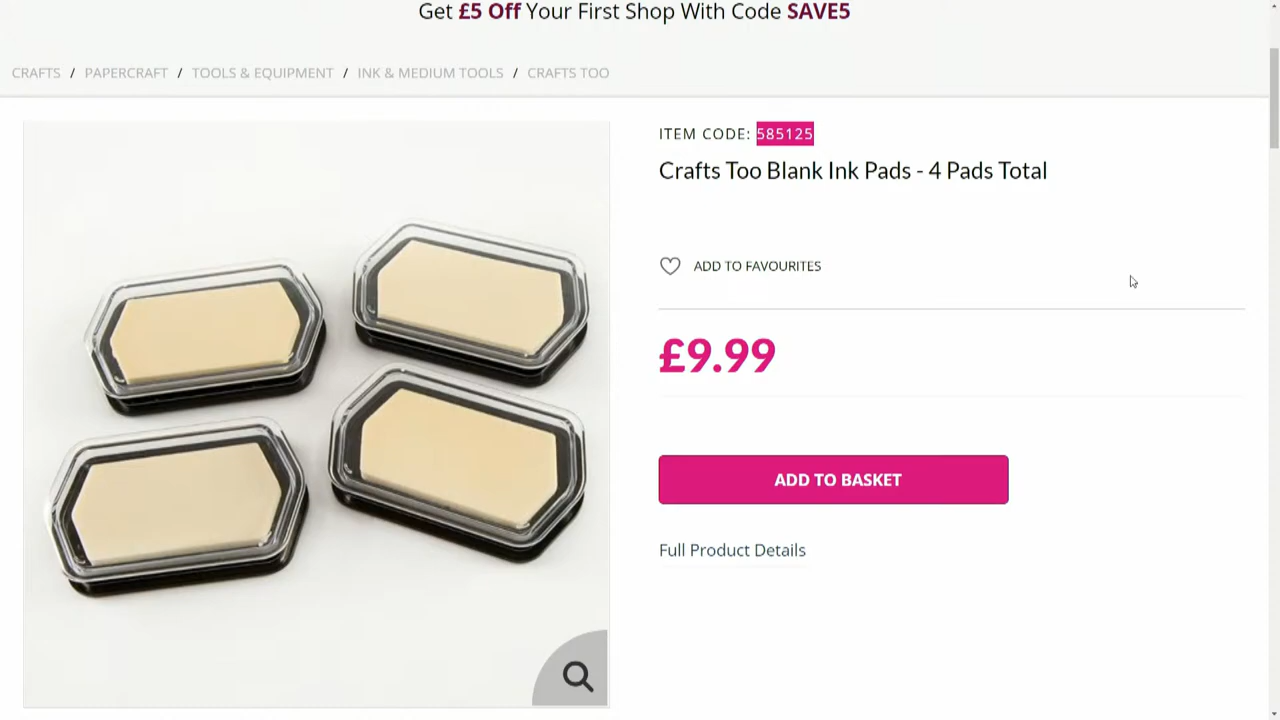 Get £5 Off Your First Shop With Code SAVE5
CRAFTS / PAPERCRAFT / TOOLS & EQUIPMENT / INK & MEDIUM TOOLS / CRAFTS TOO
ITEM CODE: 585125
Crafts Too Blank Ink Pads - 4 Pads Total
ADD TO FAVOURITES
£9.99
ADD TO BASKET
Full Product Details